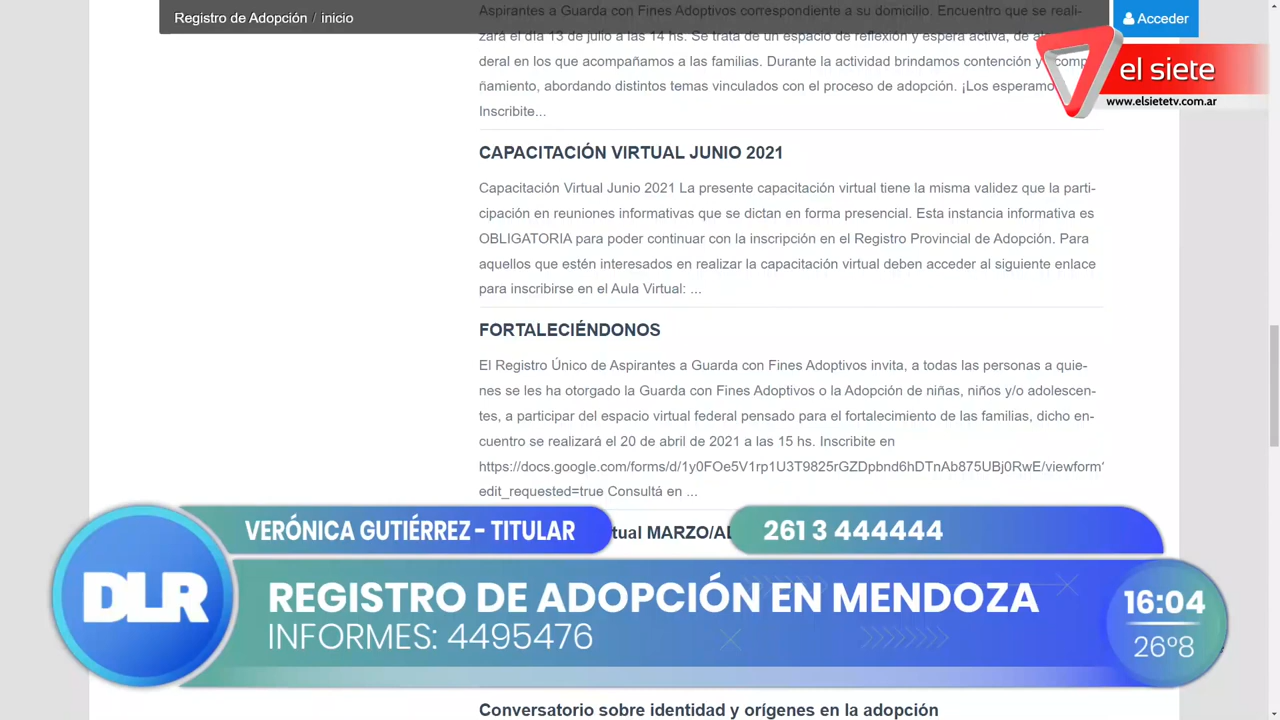 Registro de Adopción / inicio
Acceder
Aspirantes a Guarda con Fines Adoptivos correspondiente a su domicilio. Encuentro que se reali-
zará el día 13 de julio a las 14 hs. Se trata de un espacio de reflexión y espera activa, de
deral en los que acompañamos a las familias. Durante la actividad brindamos contención y
ñamiento, abordando distintos temas vinculados con el proceso de adopción. ¡Los esperamo
Inscribite...
el siete
www.elsietetv.com.ar
CAPACITACIÓN VIRTUAL JUNIO 2021
Capacitación Virtual Junio 2021 La presente capacitación virtual tiene la misma validez que la parti-
cipación en reuniones informativas que se dictan en forma presencial. Esta instancia informativa es
OBLIGATORIA para poder continuar con la inscripción en el Registro Provincial de Adopción. Para
aquellos que estén interesados en realizar la capacitación virtual deben acceder al siguiente enlace
para inscribirse en el Aula Virtual: ...
FORTALECIÉNDONOS
El Registro Único de Aspirantes a Guarda con Fines Adoptivos invita, a todas las personas a quie-
nes se les ha otorgado la Guarda con Fines Adoptivos o la Adopción de niñas, niños y/o adolescen-
tes, a participar del espacio virtual federal pensado para el fortalecimiento de las familias, dicho en-
cuentro se realizará el 20 de abril de 2021 a las 15 hs. Inscribite en
https://docs.google.com/forms/d/1y0FOe5V1rp1U3T9825rGZDpbnd6hDTnAb875UBj0RwE/viewform?
edit_requested=true Consultá en ...
tual MARZO/A
VERÓNICA GUTIÉRREZ - TITULAR
261 3 444444
DLR
REGISTRO DE ADOPCIÓN EN MENDOZA
INFORMES: 4495476
16:04
26º8
Conversatorio sobre identidad y orígenes en la adopción